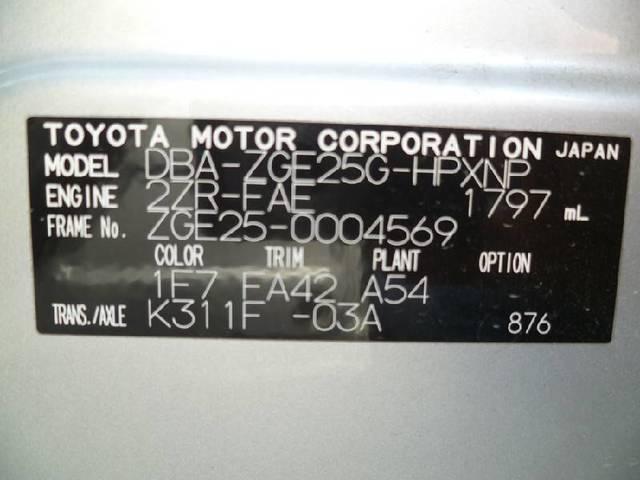 TOYOTA MOTOR CORPORATION JAPAN
MODEL DBA-ZGE25G-HPXNP
ENGINE 2ZR-FAE 1797 mL
FRAME No. ZGE25-0004569
COLOR TRIM PLANT OPTION
1F7 FA42 A54
TRANS./AXLE K311F -03A 876